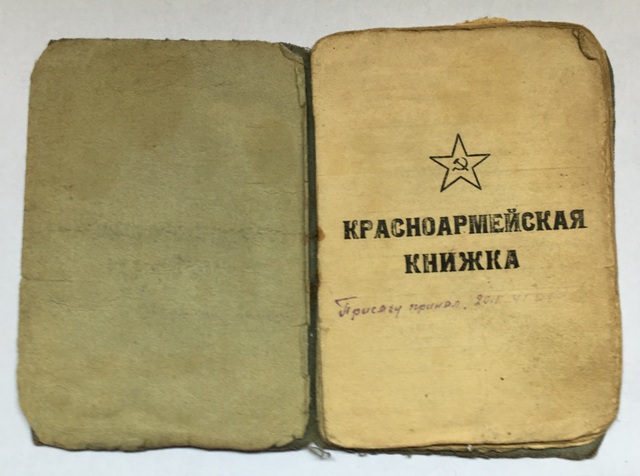 КРАСНОАРМЕЙСКАЯ
КНИЖКА
Присягу принял